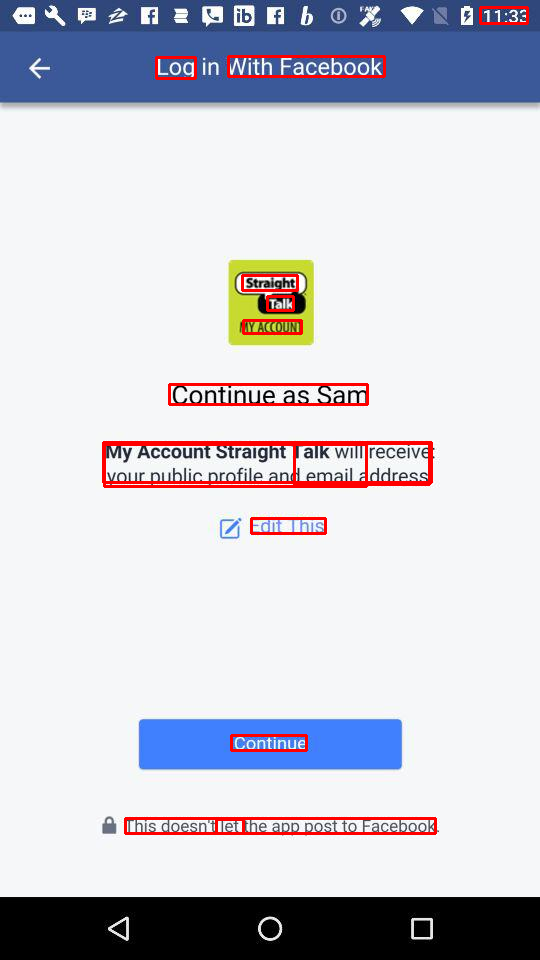 11:33
Log in With Facebook
Straight
Talk
MY ACCOUNT
Continue as Sam
My Account Straight Talk will receive:
your public profile and email address.
Edit This
Continue
This doesn't let the app post to Facebook.